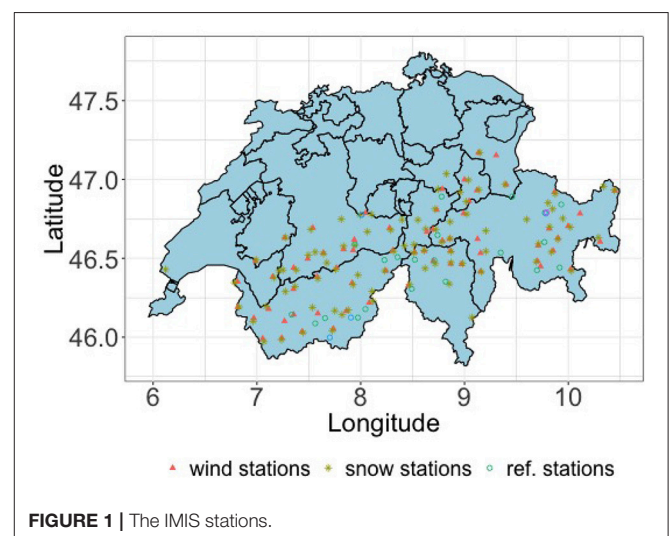 47.5
47.0
46.5
46.0
Latitude
6 7 8 9 10
Longitude
wind stations snow stations ref. stations
FIGURE 1 | The IMIS stations.